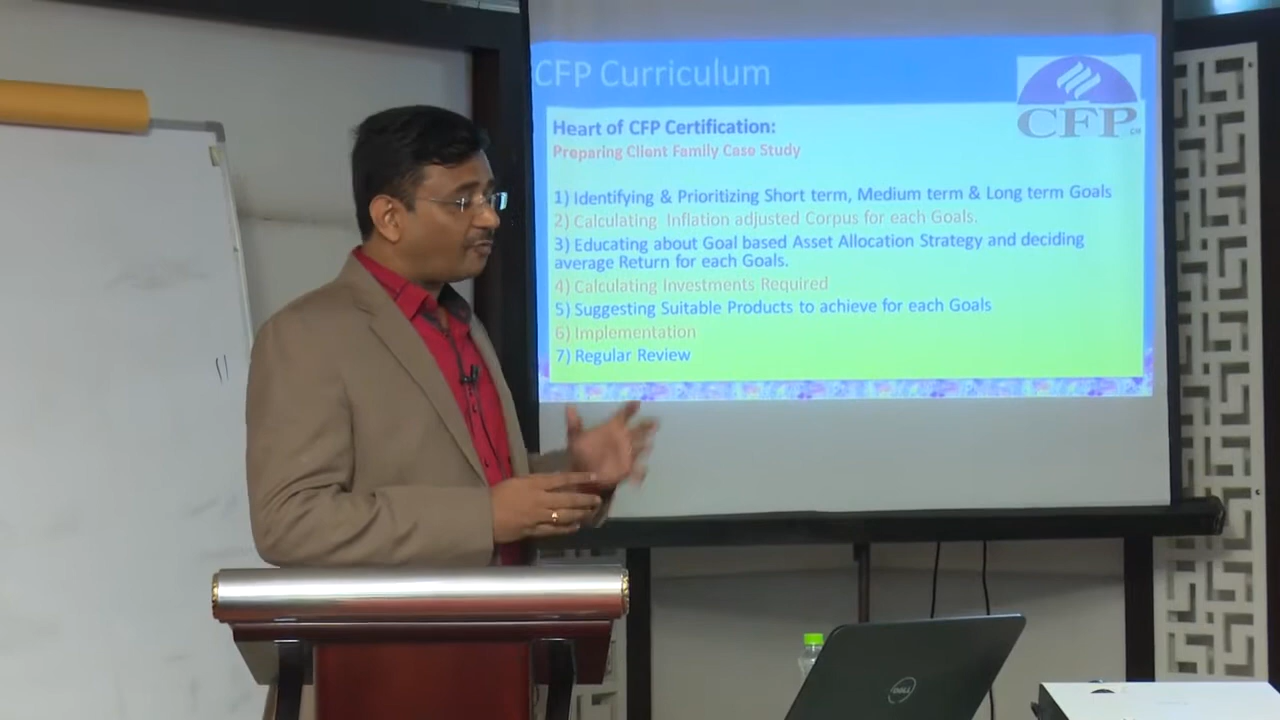 CFP Curriculum
CFP
Heart of CFP Certification:
Preparing Client Family Case Study
1) Identifying & Prioritizing Short term, Medium term & Long term Goals
2) Calculating Inflation adjusted Corpus for each Goals.
3) Educating about Goal based Asset Allocation Strategy and deciding
average Return for each Goals.
4) Calculating Investments Required
5) Suggesting Suitable Products to achieve for each Goals
6) Implementation
7) Regular Review
DELL